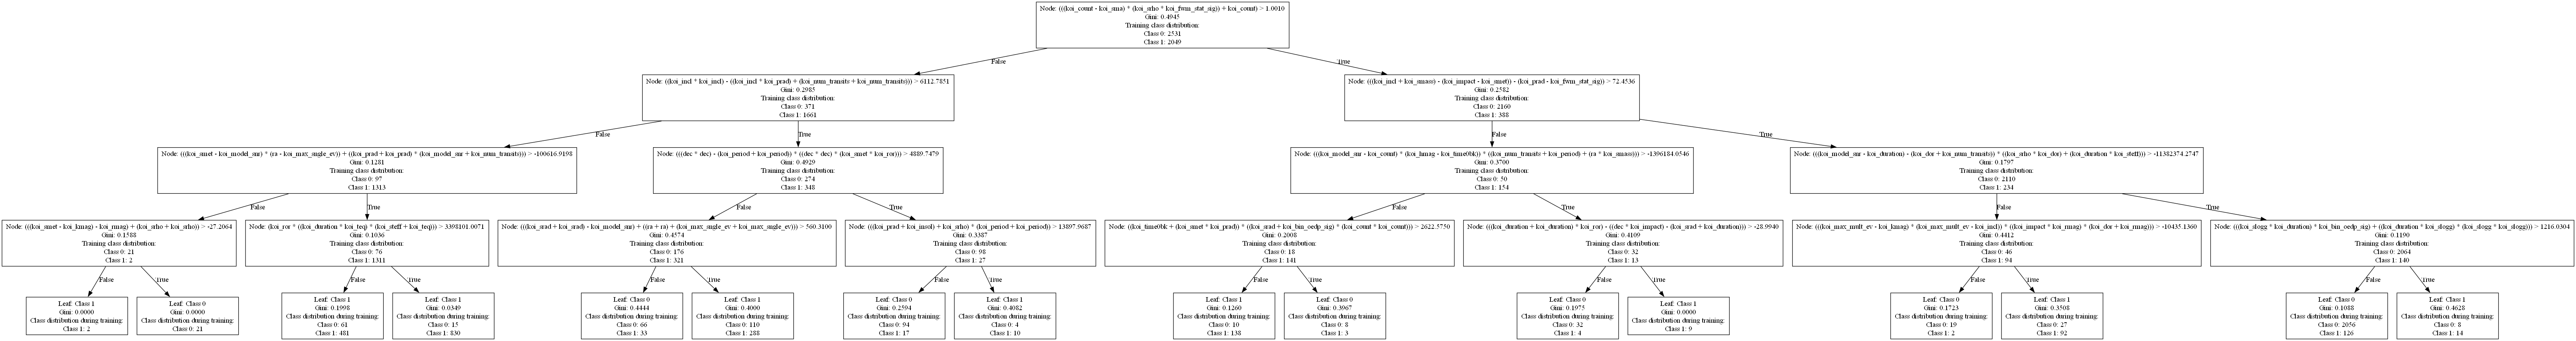 Node: (((koi_count - koi_sma) * (koi_srho * koi_fwm_stat_sig)) + koi_count) > 1.0010
Gini: 0.4945
Training class distribution:
Class 0: 2531
Class 1: 2049
False
True
Node: ((koi_incl * koi_incl) - ((koi_incl * koi_prad) + (koi_num_transits + koi_num_transits))) > 6112.7851
Gini: 0.2985
Training class distribution:
Class 0: 371
Class 1: 1661
Node: (((koi_incl + koi_smass) - (koi_impact - koi_smet)) - (koi_prad - koi_fwm_stat_sig)) > 72.4536
Gini: 0.2582
Training class distribution:
Class 0: 2160
Class 1: 388
False
True
False
True
Node: (((koi_smet - koi_model_snr) * (ra - koi_max_sngle_ev)) + ((koi_prad + koi_prad) * (koi_model_snr + koi_num_transits))) > -100616.9198
Gini: 0.1281
Training class distribution:
Class 0: 97
Class 1: 1313
Node: (((dec * dec) - (koi_period + koi_period)) * ((dec * dec) * (koi_smet * koi_ror))) > 4889.7479
Gini: 0.4929
Training class distribution:
Class 0: 274
Class 1: 348
Node: (((koi_model_snr - koi_count) * (koi_hmag - koi_time0bk)) * ((koi_num_transits + koi_period) + (ra * koi_smass))) > -1396184.0546
Gini: 0.3700
Training class distribution:
Class 0: 50
Class 1: 154
Node: (((koi_model_snr - koi_duration) - (koi_dor + koi_num_transits)) * ((koi_srho * koi_dor) + (koi_duration * koi_steff))) > -11382374.2747
Gini: 0.1797
Training class distribution:
Class 0: 2110
Class 1: 234
False
True
False
True
False
True
False
True
Node: (((koi_smet - koi_kmag) - koi_rmag) + (koi_srho + koi_srho)) > -27.2064
Gini: 0.1588
Training class distribution:
Class 0: 21
Class 1: 2
Node: (koi_ror * ((koi_duration * koi_teq) * (koi_steff + koi_teq))) > 3398101.0071
Gini: 0.1036
Training class distribution:
Class 0: 76
Class 1: 1311
Node: (((koi_srad + koi_srad) - koi_model_snr) + ((ra + ra) + (koi_max_sngle_ev + koi_max_sngle_ev))) > 560.3100
Gini: 0.4574
Training class distribution:
Class 0: 176
Class 1: 321
Node: (((koi_prad + koi_insol) + koi_srho) * (koi_period + koi_period)) > 13897.9687
Gini: 0.3387
Training class distribution:
Class 0: 98
Class 1: 27
Node: ((koi_time0bk + (koi_smet * koi_prad)) * ((koi_srad + koi_bin_oedp_sig) * (koi_count * koi_count))) > 2622.5750
Gini: 0.2008
Training class distribution:
Class 0: 18
Class 1: 141
Node: (((koi_duration + koi_duration) * koi_ror) - ((dec * koi_impact) - (koi_srad + koi_duration))) > -28.9940
Gini: 0.4109
Training class distribution:
Class 0: 32
Class 1: 13
Node: (((koi_max_mult_ev - koi_kmag) * (koi_max_mult_ev - koi_incl)) * ((koi_impact * koi_rmag) * (koi_dor + koi_rmag))) > -10435.1360
Gini: 0.4412
Training class distribution:
Class 0: 46
Class 1: 94
Node: (((koi_slogg * koi_duration) * koi_bin_oedp_sig) + ((koi_duration * koi_slogg) * (koi_slogg * koi_slogg))) > 1216.0304
Gini: 0.1190
Training class distribution:
Class 0: 2064
Class 1: 140
False
True
False
True
False
True
False
True
False
True
False
True
False
True
False
True
Leaf: Class 1
Gini: 0.0000
Class distribution during training:
Class 1: 2
Leaf: Class 0
Gini: 0.0000
Class distribution during training:
Class 0: 21
Leaf: Class 1
Gini: 0.1998
Class distribution during training:
Class 0: 61
Class 1: 481
Leaf: Class 1
Gini: 0.0349
Class distribution during training:
Class 0: 15
Class 1: 830
Leaf: Class 0
Gini: 0.4444
Class distribution during training:
Class 0: 66
Class 1: 33
Leaf: Class 1
Gini: 0.4000
Class distribution during training:
Class 0: 110
Class 1: 288
Leaf: Class 0
Gini: 0.2594
Class distribution during training:
Class 0: 94
Class 1: 17
Leaf: Class 1
Gini: 0.4082
Class distribution during training:
Class 0: 4
Class 1: 10
Leaf: Class 1
Gini: 0.1260
Class distribution during training:
Class 0: 10
Class 1: 138
Leaf: Class 0
Gini: 0.3967
Class distribution during training:
Class 0: 8
Class 1: 3
Leaf: Class 0
Gini: 0.1975
Class distribution during training:
Class 0: 32
Class 1: 4
Leaf: Class 1
Gini: 0.0000
Class distribution during training:
Class 1: 9
Leaf: Class 0
Gini: 0.1723
Class distribution during training:
Class 0: 19
Class 1: 2
Leaf: Class 1
Gini: 0.3508
Class distribution during training:
Class 0: 27
Class 1: 92
Leaf: Class 0
Gini: 0.1088
Class distribution during training:
Class 0: 2056
Class 1: 126
Leaf: Class 1
Gini: 0.4628
Class distribution during training:
Class 0: 8
Class 1: 14